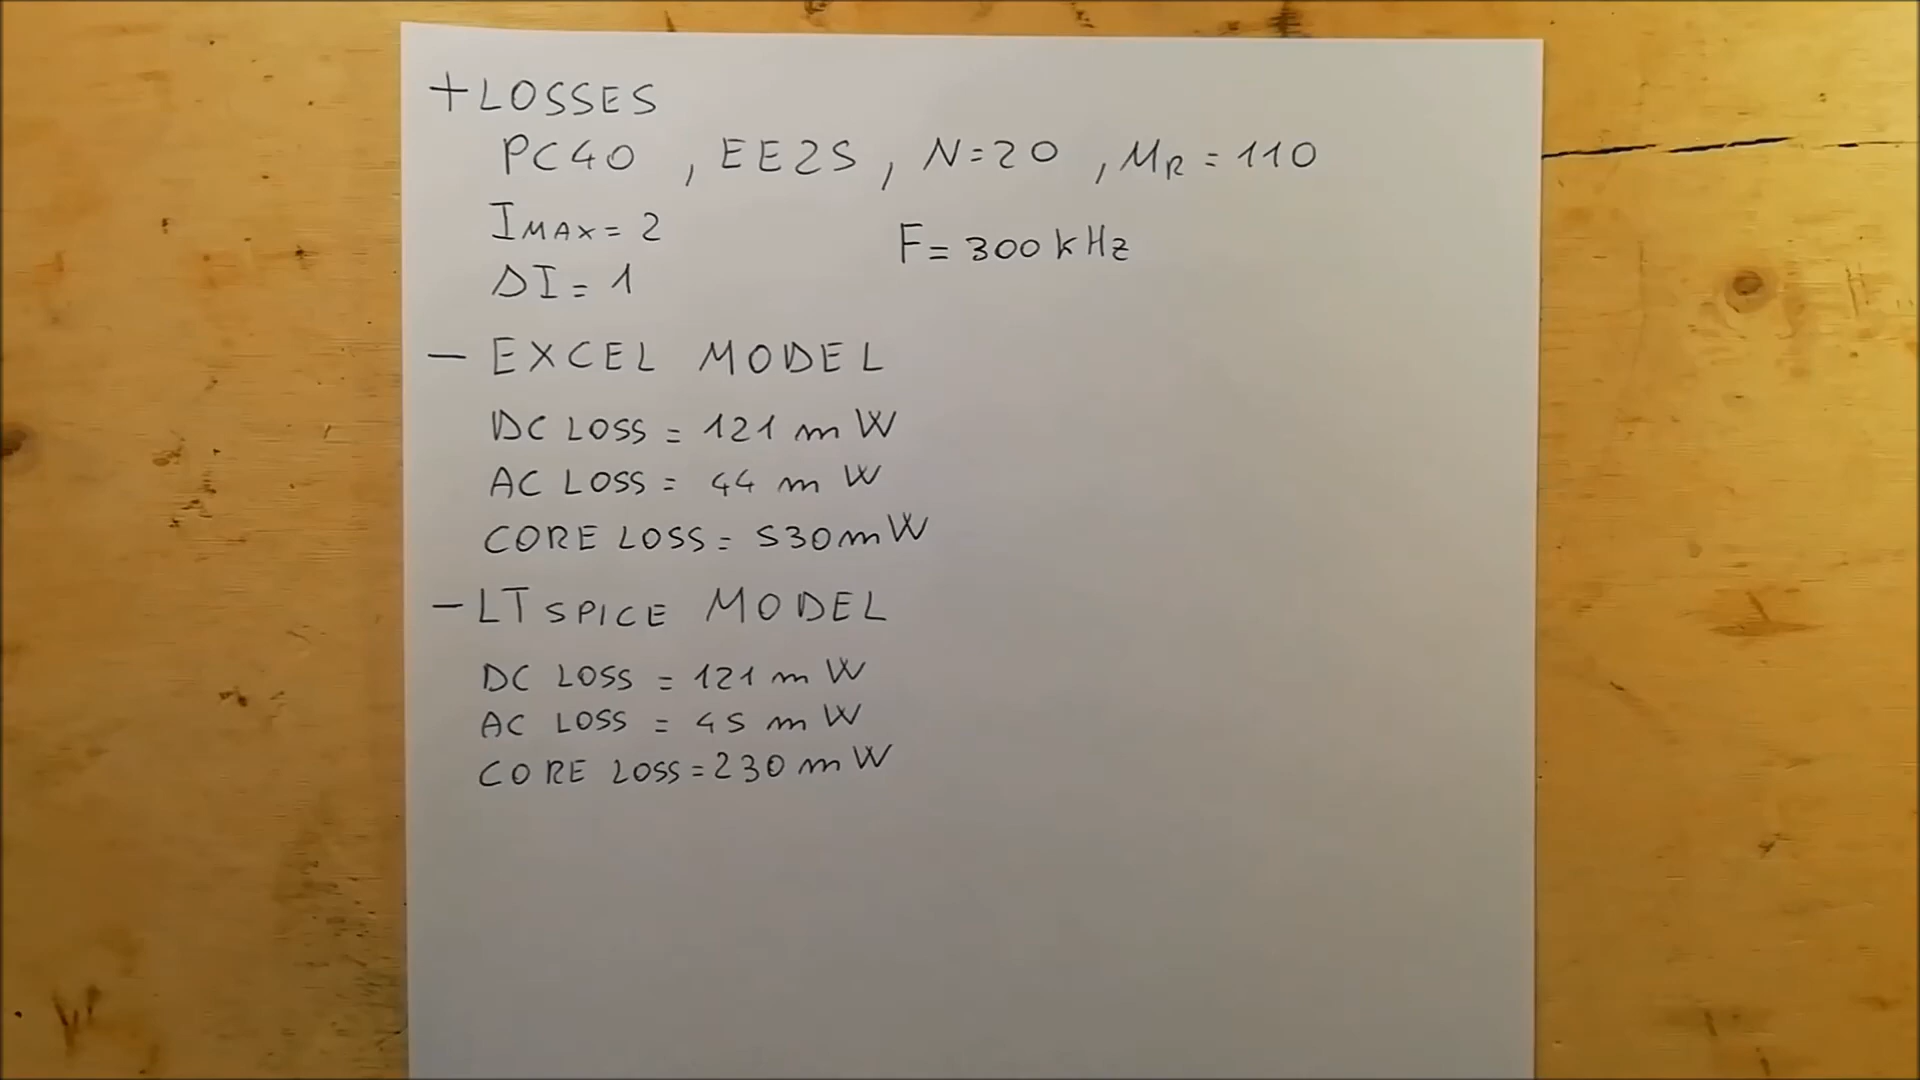 + LOSSES
PC40 , EE25 , N=20 , MR = 110
IMAX = 2
F = 300 kHz
ΔI = 1
- EXCEL MODEL
DC LOSS = 121 mW
AC LOSS = 44 mW
CORE LOSS = 530 mW
- LTSPICE MODEL
DC LOSS = 121 mW
AC LOSS = 45 mW
CORE LOSS = 230 mW